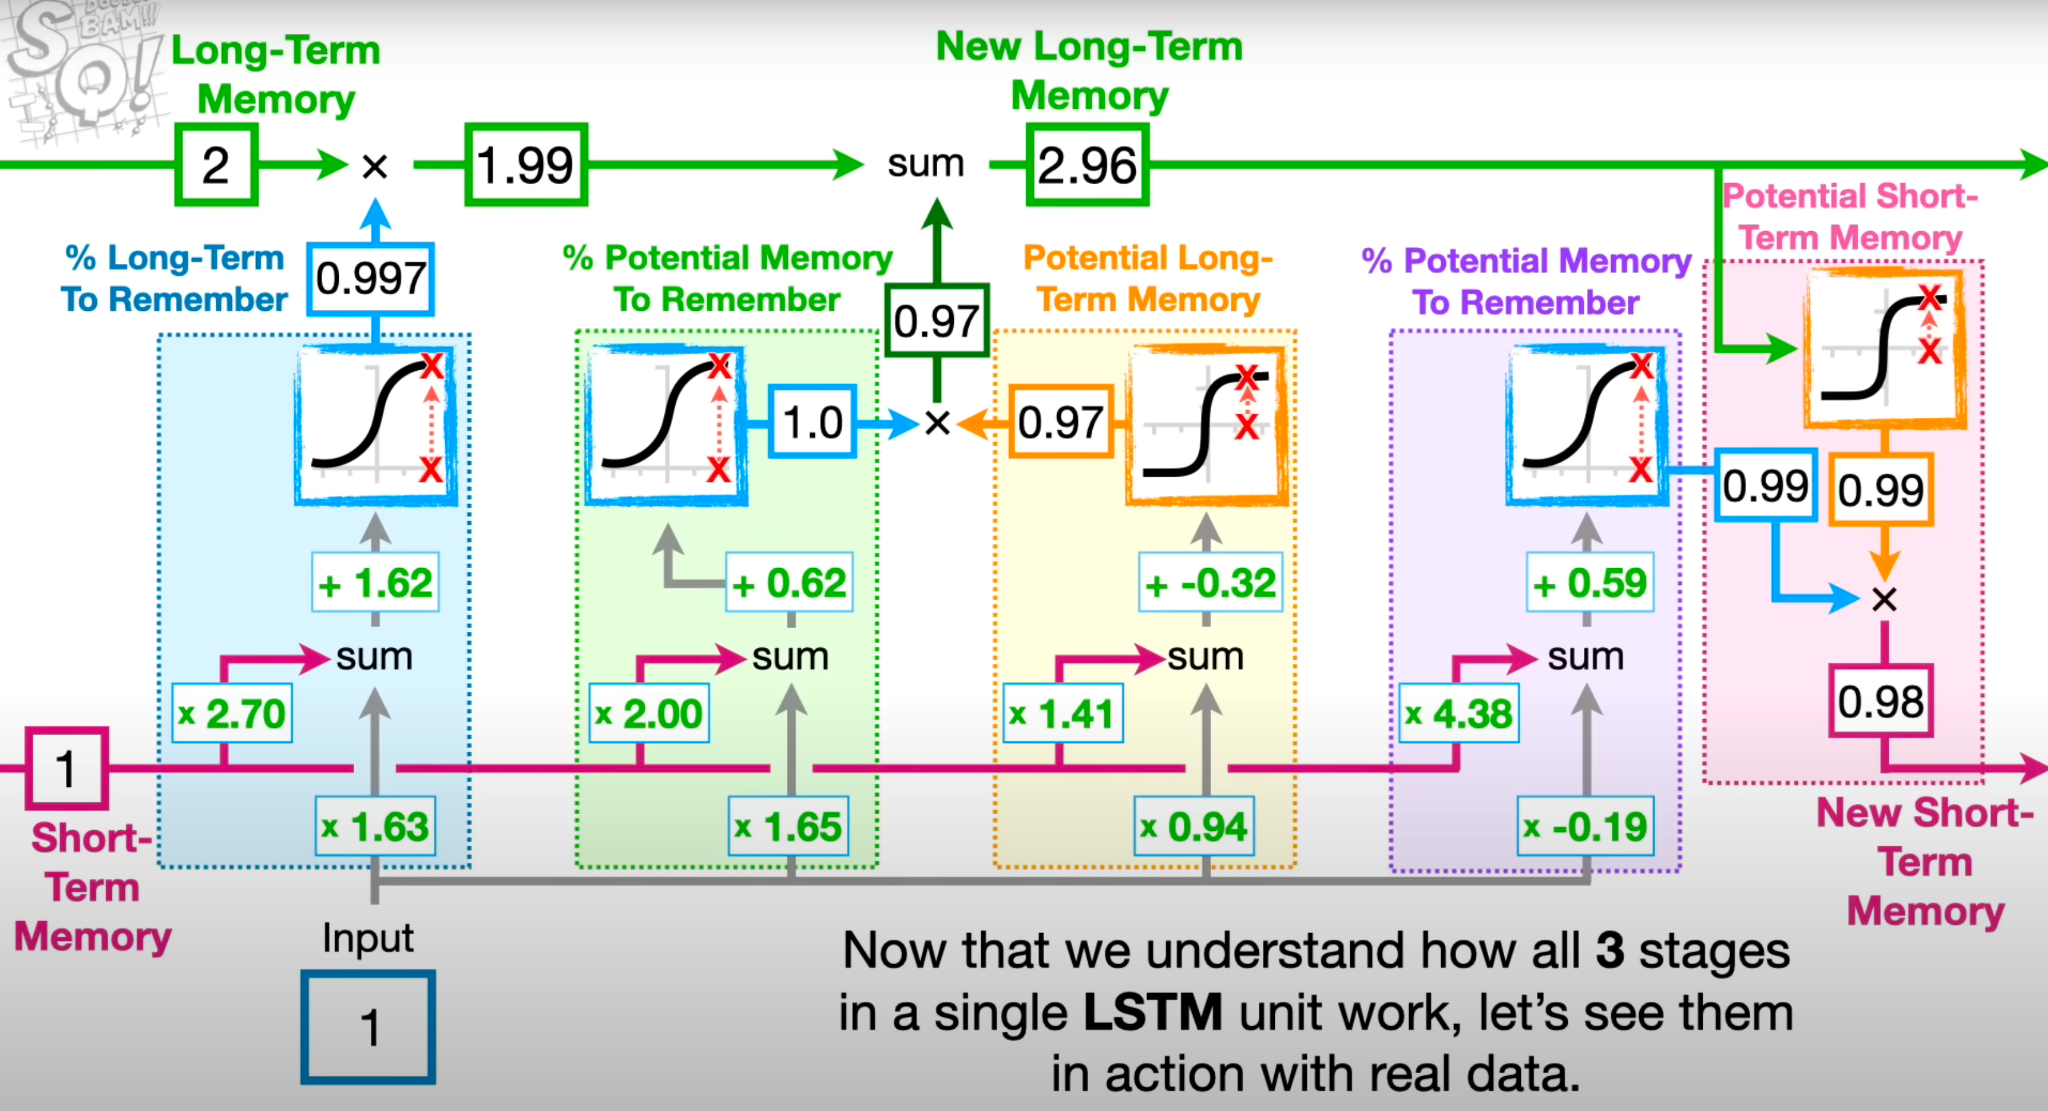 DOUBLE
BAM!!!
SQ!
Long-Term
Memory
New Long-Term
Memory
2
×
1.99
sum
2.96
Potential Short-
Term Memory
% Long-Term
To Remember
0.997
% Potential Memory
To Remember
0.97
Potential Long-
Term Memory
% Potential Memory
To Remember
1.0
×
0.97
0.99
0.99
+ 1.62
+ 0.62
+ -0.32
+ 0.59
×
sum
sum
sum
sum
x 2.70
x 2.00
x 1.41
x 4.38
0.98
1
x 1.63
x 1.65
x 0.94
x -0.19
Short-
Term
Memory
New Short-
Term
Memory
Input
1
Now that we understand how all 3 stages
in a single LSTM unit work, let's see them
in action with real data.